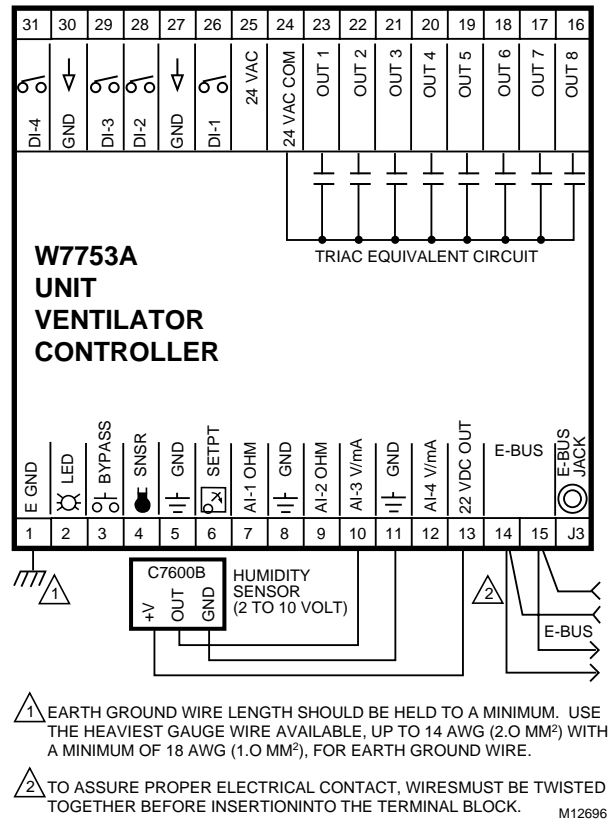 31 30 29 28 27 26 25 24 23 22 21 20 19 18 17 16
DI-4 GND DI-3 DI-2 GND DI-1 24 VAC 24 VAC COM OUT 1 OUT 2 OUT 3 OUT 4 OUT 5 OUT 6 OUT 7 OUT 8
TRIAC EQUIVALENT CIRCUIT
W7753A
UNIT
VENTILATOR
CONTROLLER
E GND LED BYPASS SNSR GND SETPT AI-1 OHM GND AI-2 OHM AI-3 V/mA GND AI-4 V/mA 22 VDC OUT E-BUS E-BUS JACK
1 2 3 4 5 6 7 8 9 10 11 12 13 14 15 J3
1
C7600B
+V OUT GND
HUMIDITY
SENSOR
(2 TO 10 VOLT)
2
E-BUS
1 EARTH GROUND WIRE LENGTH SHOULD BE HELD TO A MINIMUM. USE
THE HEAVIEST GAUGE WIRE AVAILABLE, UP TO 14 AWG (2.O MM²) WITH
A MINIMUM OF 18 AWG (1.O MM²), FOR EARTH GROUND WIRE.
2 TO ASSURE PROPER ELECTRICAL CONTACT, WIRESMUST BE TWISTED
TOGETHER BEFORE INSERTIONINTO THE TERMINAL BLOCK.
M12696